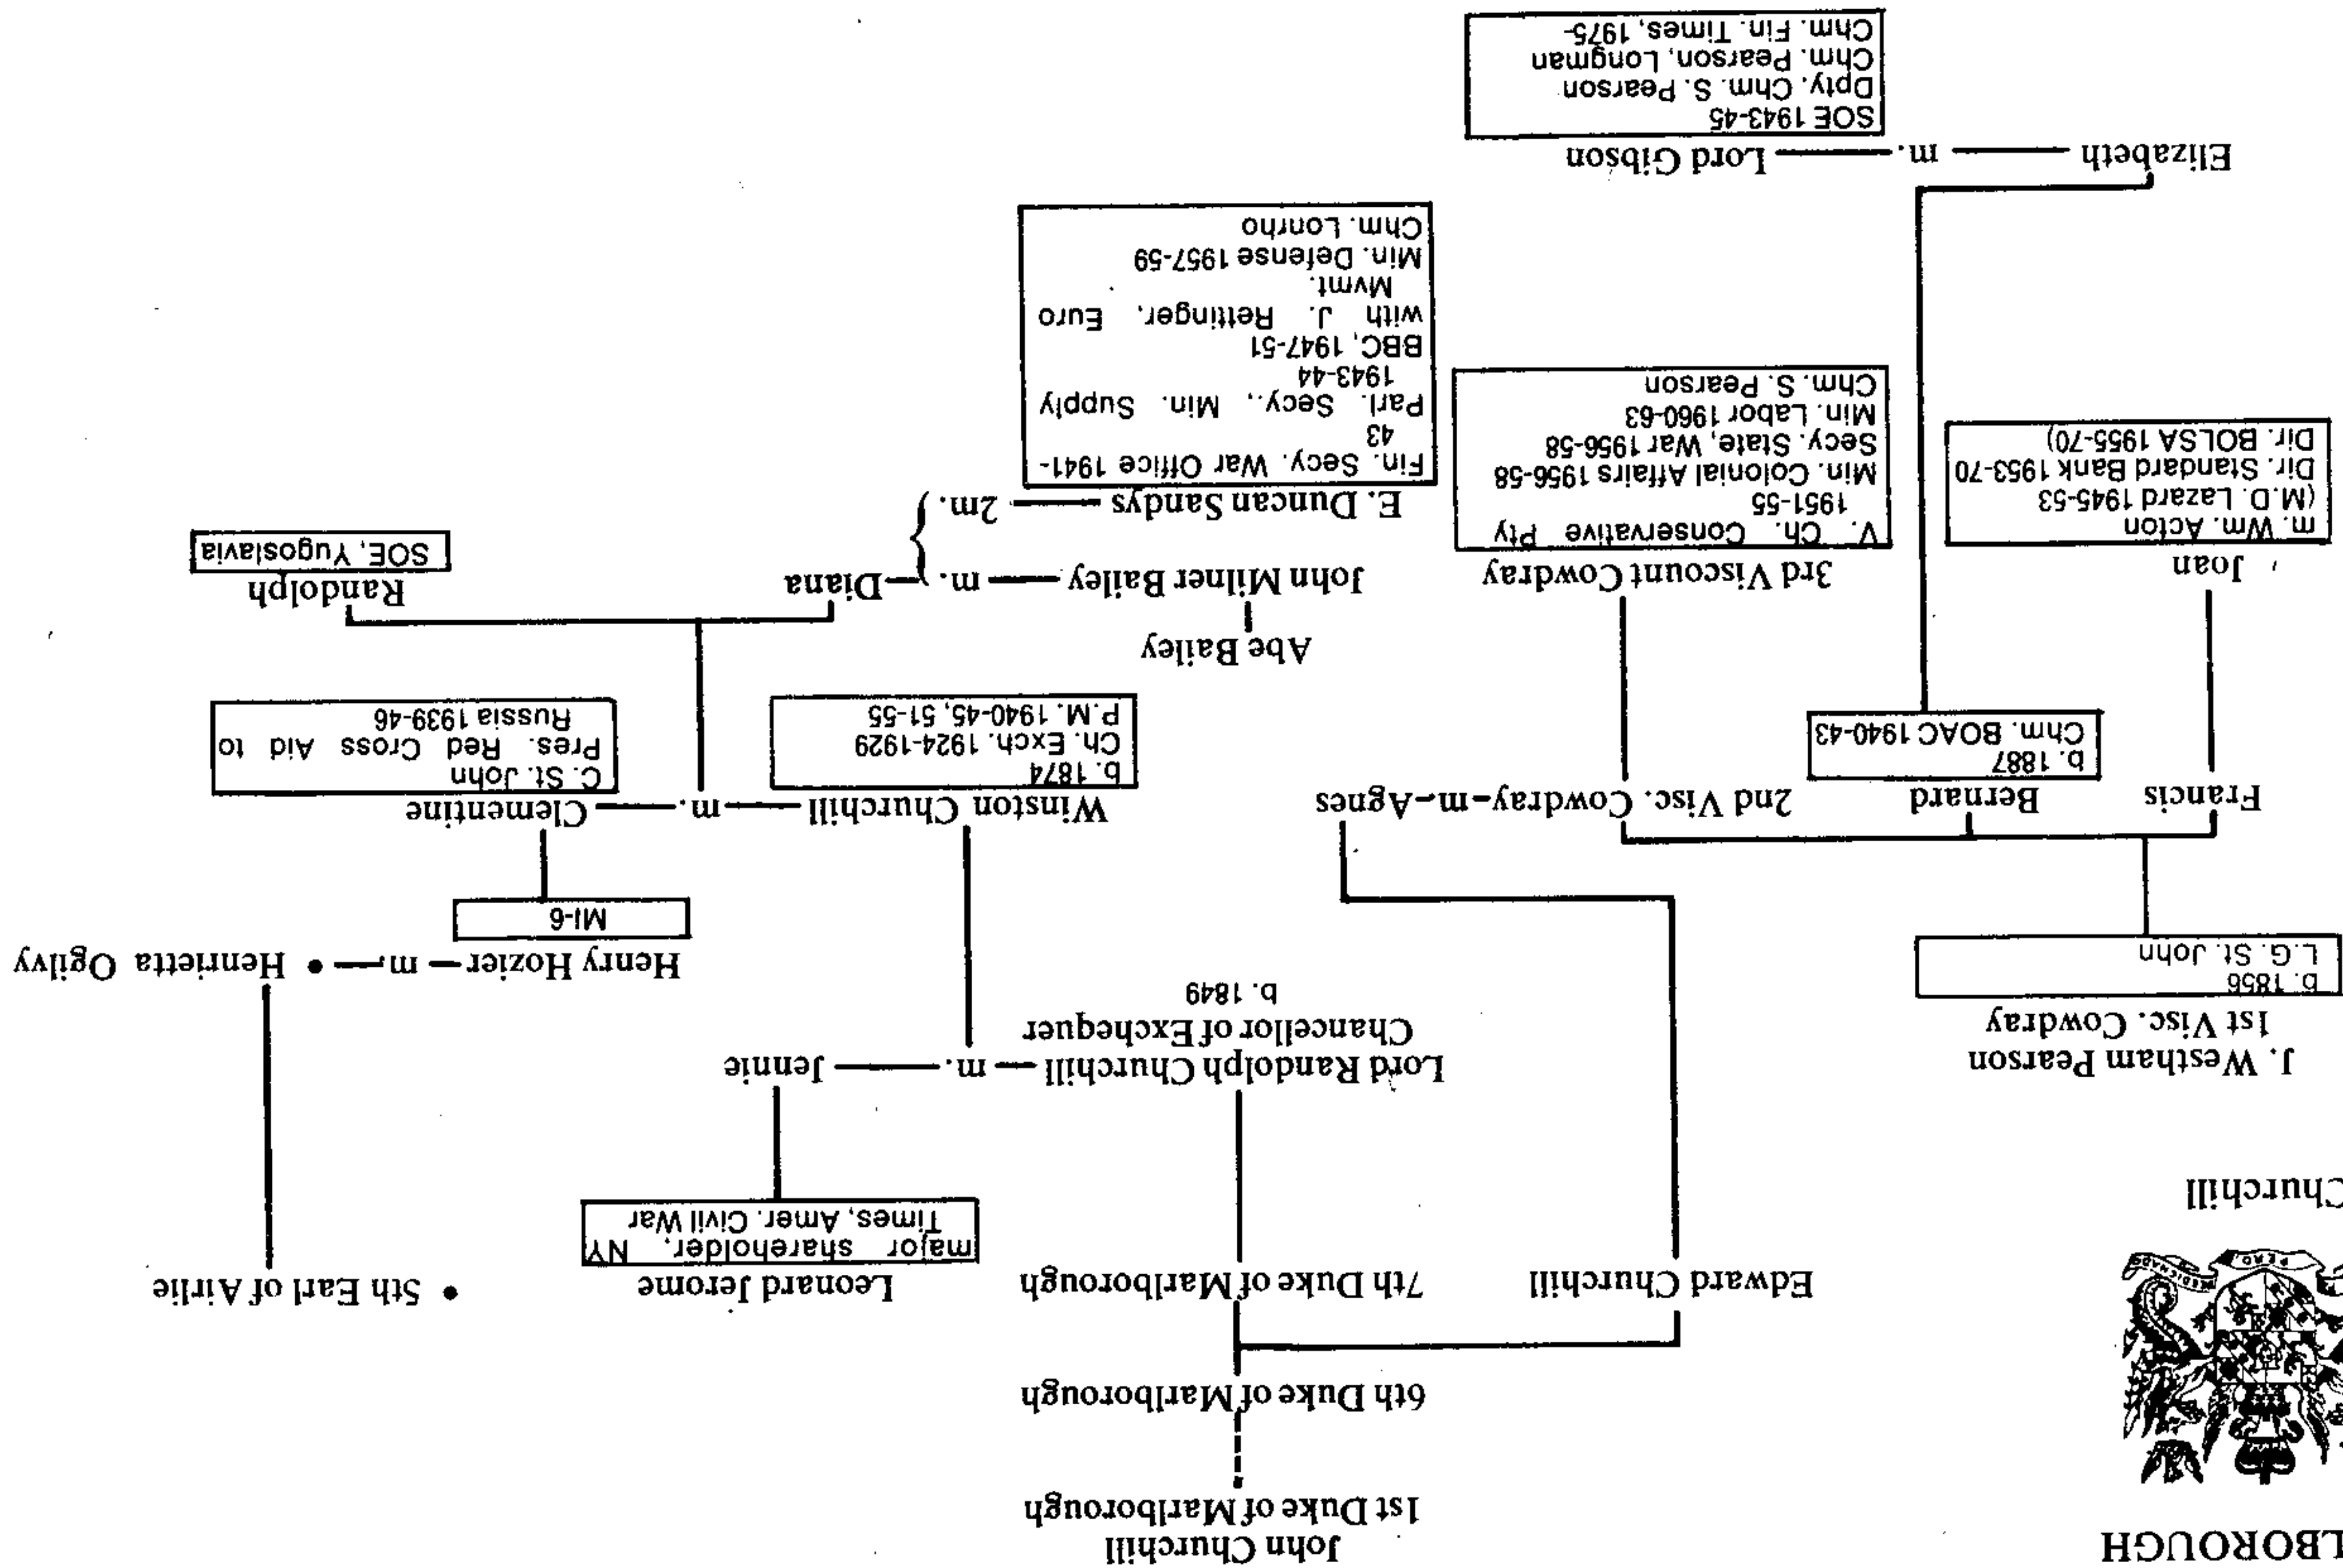 LBOROUGH
Churchill
PERO
John Churchill
1st Duke of Marlborough
6th Duke of Marlborough
Edward Churchill
7th Duke of Marlborough
Leonard Jerome
major shareholder, NY
Times, Amer. Civil War
• 5th Earl of Airlie
J. Westham Pearson
1st Visc. Cowdray
b. 1856
L.G. St. John
Lord Randolph Churchill — m. — Jennie
Chancellor of Exchequer
b. 1849
Henry Hozier — m. — • Henrietta Ogilvy
MI-6
Francis
Bernard
b. 1887
Chm. BOAC 1940-43
2nd Visc. Cowdray-m-Agnes
Winston Churchill — m. — Clementine
b. 1874
Ch. Exch. 1924-1929
P.M. 1940-45, 51-55
C. St. John
Pres. Red Cross Aid to
Russia 1939-46
Abe Bailey
Joan
m. Wm. Acton
(M.D. Lazard 1945-53
Dir. Standard Bank 1953-70
Dir. BOLSA 1955-70)
3rd Viscount Cowdray
V. Ch. Conservative Pty
1951-55
Min. Colonial Affairs 1956-58
Secy. State, War 1956-58
Min. Labor 1960-63
Chm. S. Pearson
John Milner Bailey — m. — Diana
Randolph
SOE, Yugoslavia
E. Duncan Sandys — 2m.
Fin. Secy. War Office 1941-
43
Parl. Secy., Min. Supply
1943-44
BBC, 1947-51
with J. Rettinger, Euro
Mvmt.
Min. Defense 1957-59
Chm. Lonrho
Elizabeth — m. — Lord Gibson
SOE 1943-45
Dpty. Chm. S. Pearson
Chm. Pearson, Longman
Chm. Fin. Times, 1975-